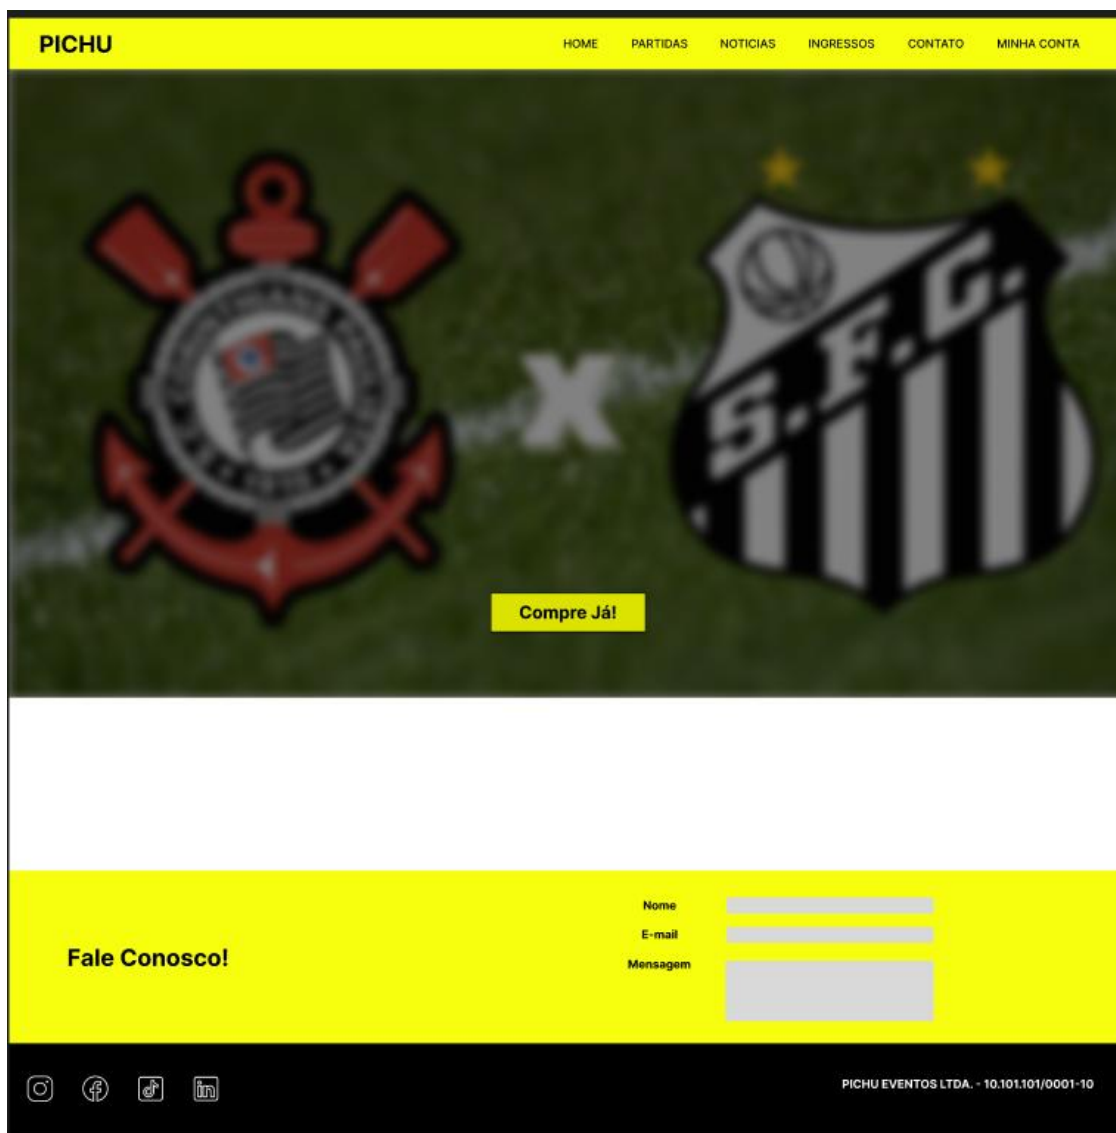 PICHU
HOME PARTIDAS NOTICIAS INGRESSOS CONTATO MINHA CONTA
X
S.F.C.
Compre Já!
Fale Conosco!
Nome
E-mail
Mensagem
PICHU EVENTOS LTDA. - 10.101.101/0001-10